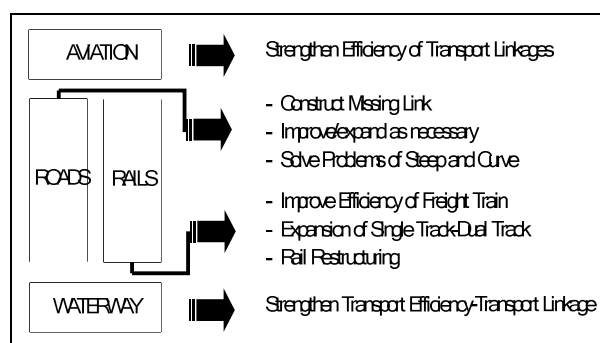 AVIATION
Strengthen Efficiency of Transport Linkages
ROADS
- Construct Missing Link
- Improve/expand as necessary
- Solve Problems of Steep and Curve
RAILS
- Improve Efficiency of Freight Train
- Expansion of Single Track-Dual Track
- Rail Restructuring
WATERWAY
Strengthen Transport Efficiency-Transport Linkage